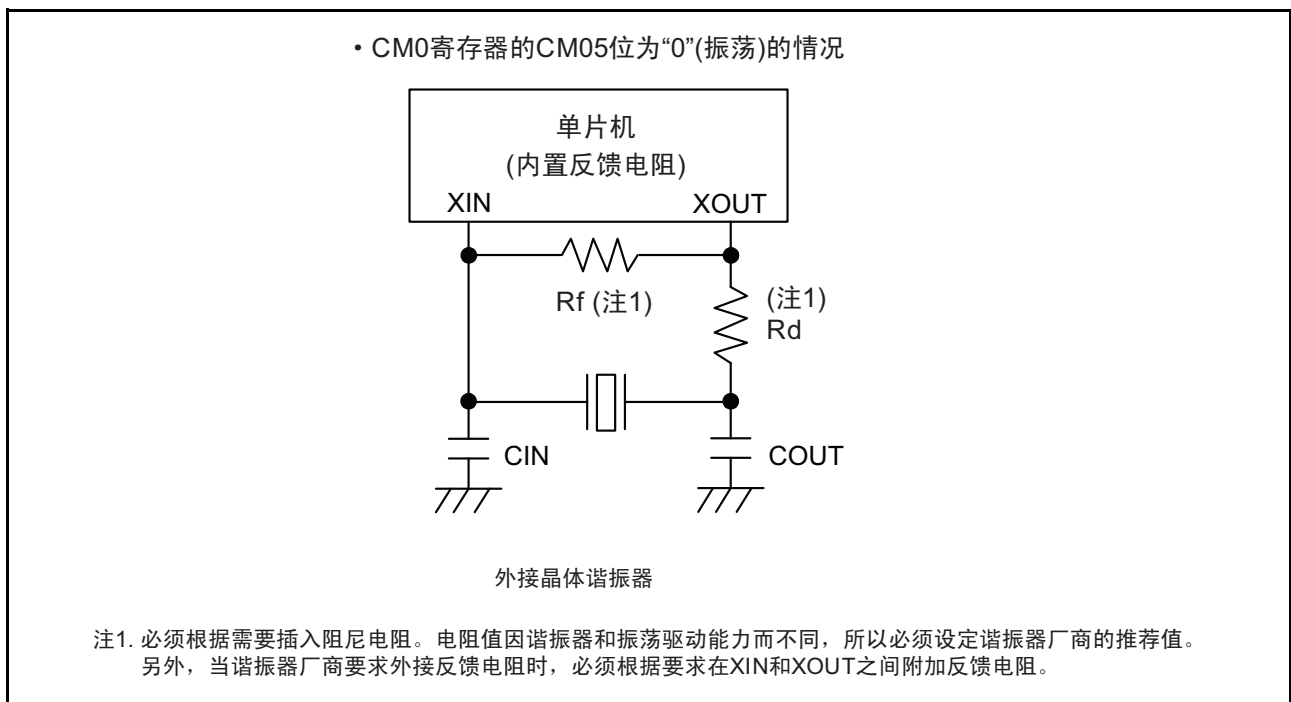 • CM0寄存器的CM05位为“0”(振荡)的情况
单片机
(内置反馈电阻)
XIN XOUT
Rf (注1)
(注1)
Rd
CIN
COUT
外接晶体谐振器
注1. 必须根据需要插入阻尼电阻。电阻值因谐振器和振荡驱动能力而不同，所以必须设定谐振器厂商的推荐值。
另外，当谐振器厂商要求外接反馈电阻时，必须根据要求在XIN和XOUT之间附加反馈电阻。